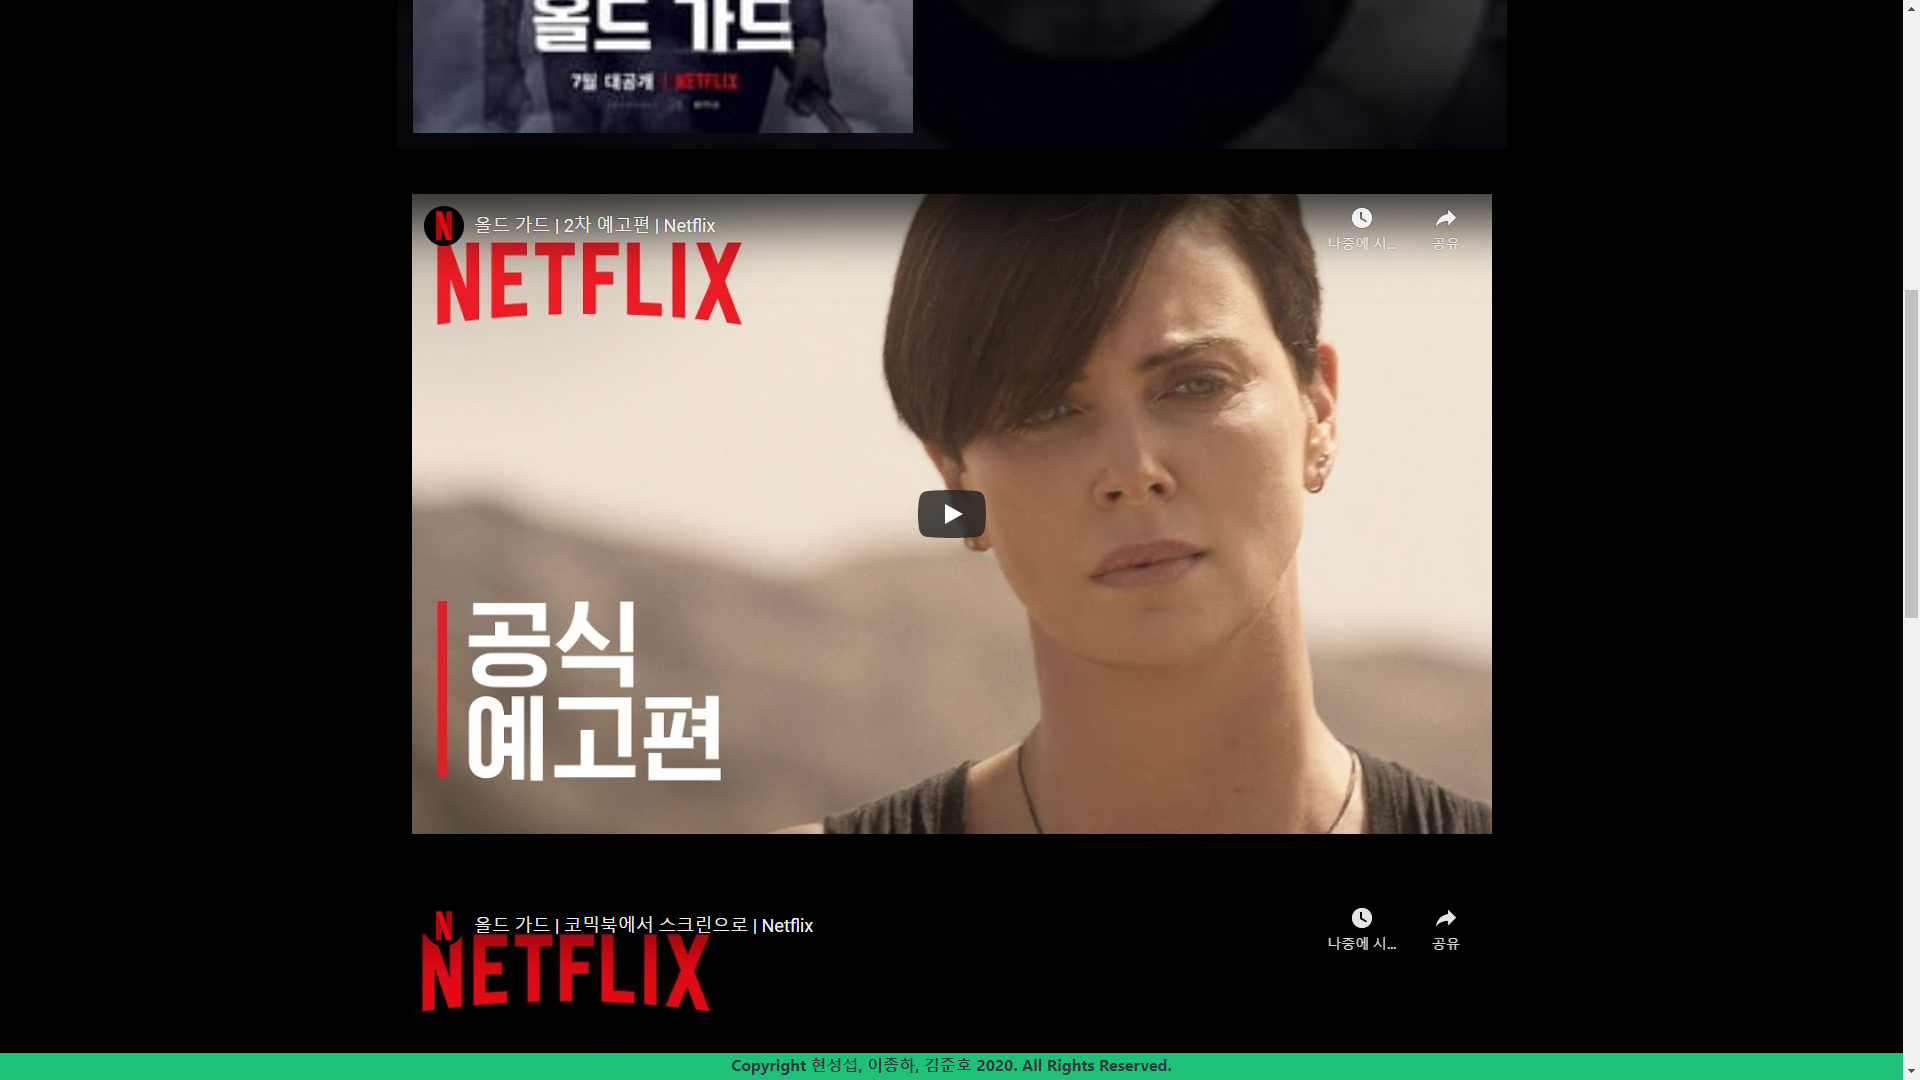 올드 가드
7월 대공개 | NETFLIX
올드 가드 | 2차 예고편 | Netflix
나중에 시...
공유
NETFLIX
공식
예고편
올드 가드 | 코믹북에서 스크린으로 | Netflix
나중에 시...
공유
NETFLIX
Copyright 현성섭, 이종하, 김준호 2020. All Rights Reserved.